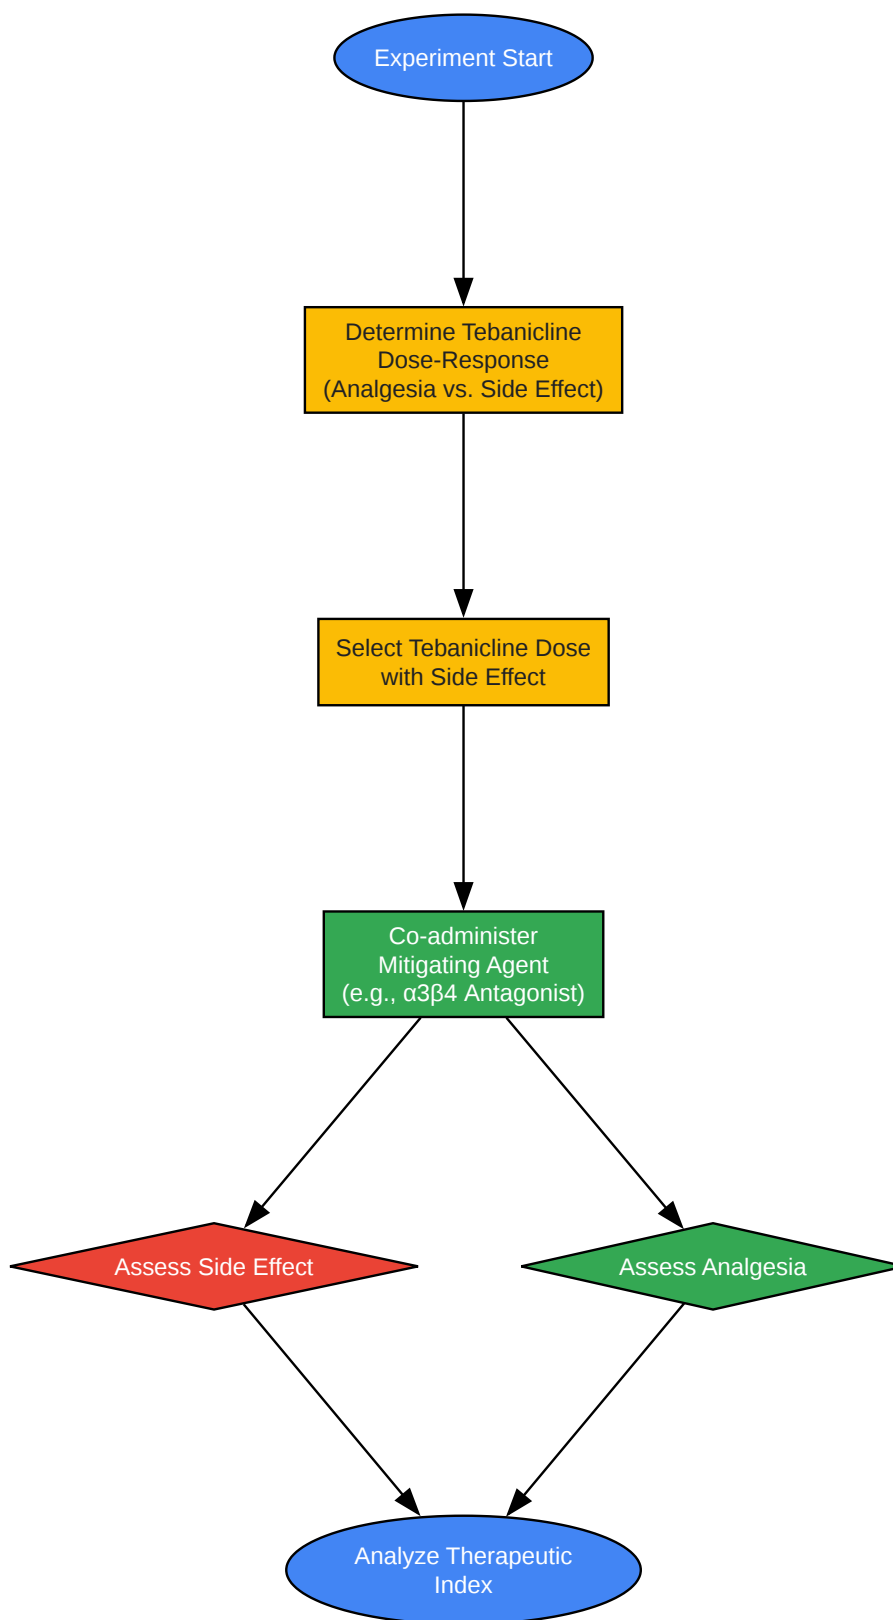 Experiment Start
Determine Tebanicline
Dose-Response
(Analgesia vs. Side Effect)
Select Tebanicline Dose
with Side Effect
Co-administer
Mitigating Agent
(e.g., α3β4 Antagonist)
Assess Side Effect
Assess Analgesia
Analyze Therapeutic
Index